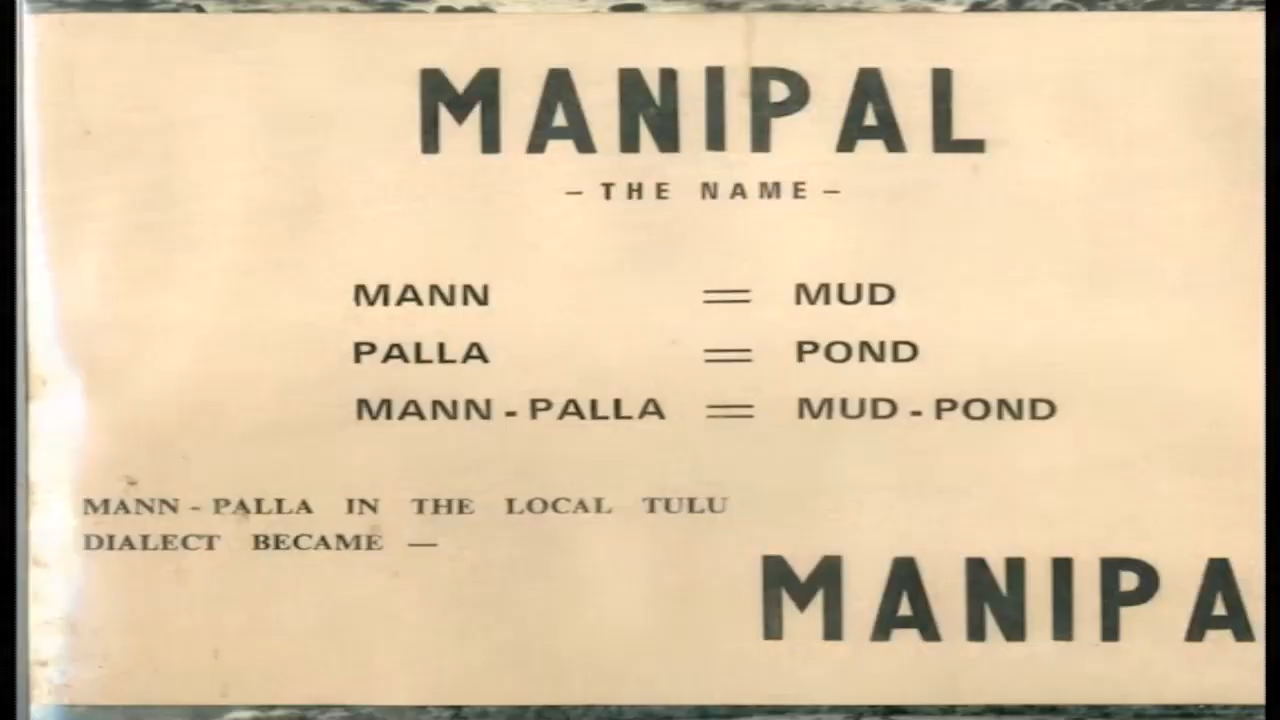 MANIPAL
– THE NAME –
MANN = MUD
PALLA = POND
MANN - PALLA = MUD - POND
MANN - PALLA IN THE LOCAL TULU
DIALECT BECAME —
MANIPA